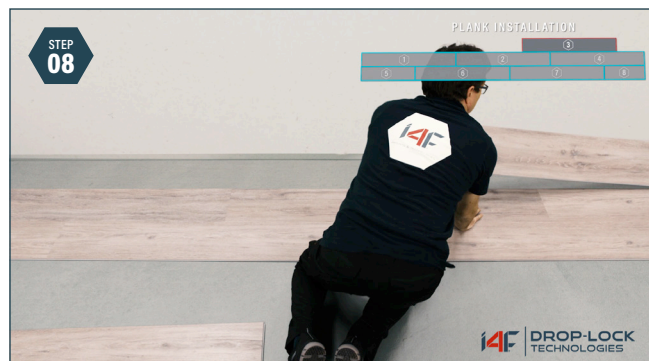 STEP
08
PLANK INSTALLATION
3
1 2 4
5 6 7 8
i4F
i4F DROP-LOCK
TECHNOLOGIES